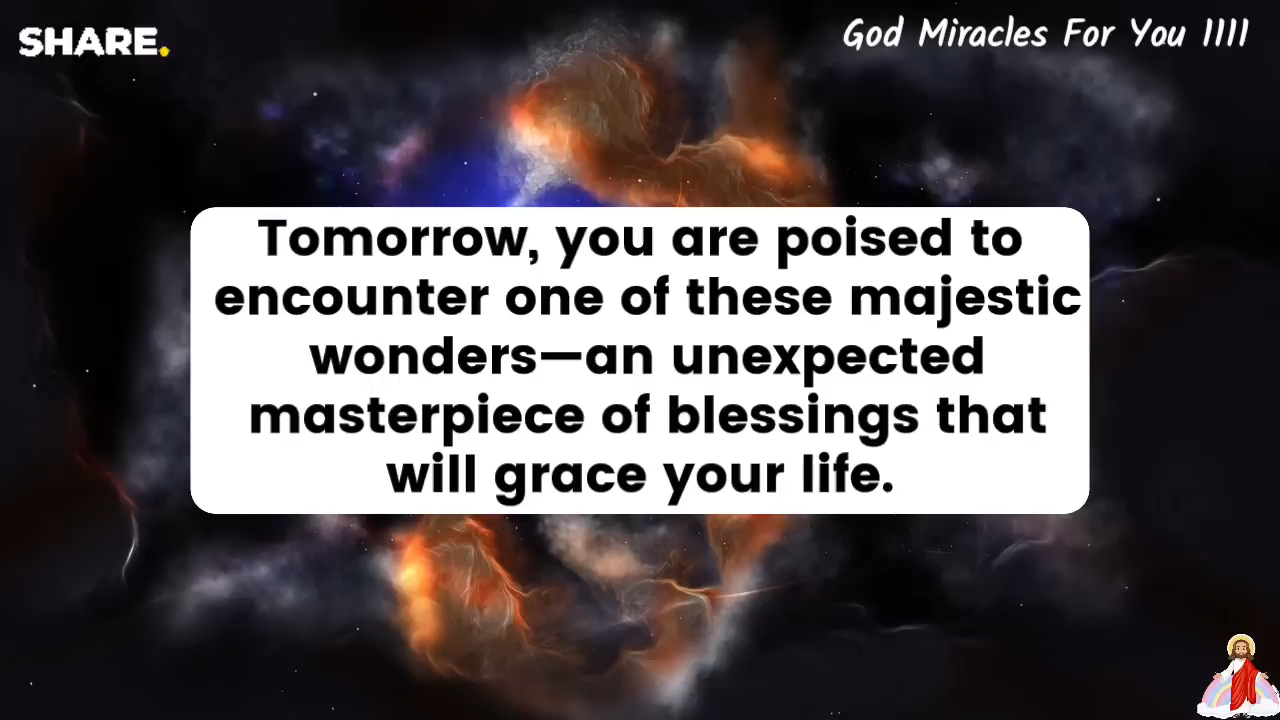 SHARE.
God Miracles For You 1111
Tomorrow, you are poised to
encounter one of these majestic
wonders—an unexpected
masterpiece of blessings that
will grace your life.